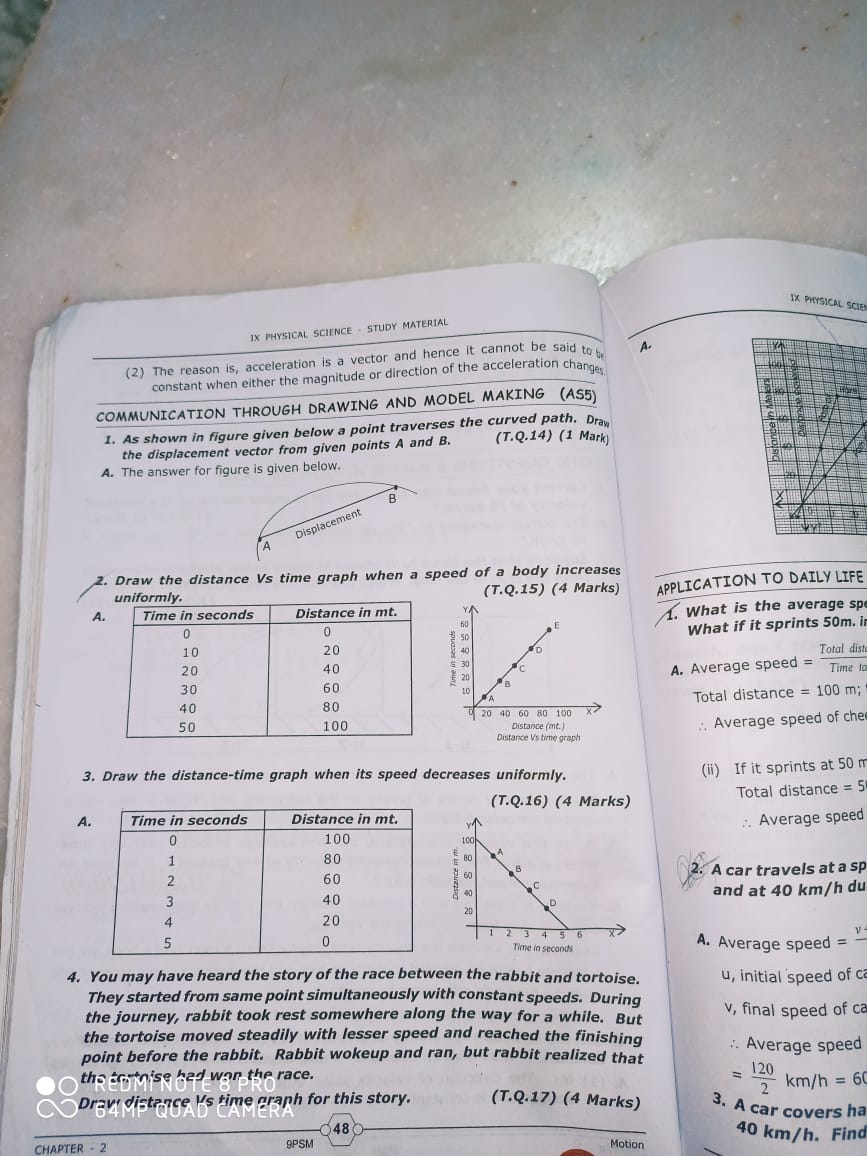 IX PHYSICAL SCIENCE - STUDY MATERIAL
(2) The reason is, acceleration is a vector and hence it cannot be said to be
constant when either the magnitude or direction of the acceleration changes
COMMUNICATION THROUGH DRAWING AND MODEL MAKING (AS5)
1. As shown in figure given below a point traverses the curved path. Draw
the displacement vector from given points A and B. (T.Q.14) (1 Mark)
A. The answer for figure is given below.
B
Displacement
A
2. Draw the distance Vs time graph when a speed of a body increases
uniformly. (T.Q.15) (4 Marks)
A.
Time in seconds Distance in mt.
0 0
10 20
20 40
30 60
40 80
50 100
Y
60
50
40
30
20
10
Time in seconds
A
B
C
D
E
0 20 40 60 80 100 X
Distance (mt.)
Distance Vs time graph
3. Draw the distance-time graph when its speed decreases uniformly.
(T.Q.16) (4 Marks)
A.
Time in seconds Distance in mt.
0 100
1 80
2 60
3 40
4 20
5 0
Y
100
80
60
40
20
Distance in m.
A
B
C
D
1 2 3 4 5 6 X
Time in seconds
4. You may have heard the story of the race between the rabbit and tortoise.
They started from same point simultaneously with constant speeds. During
the journey, rabbit took rest somewhere along the way for a while. But
the tortoise moved steadily with lesser speed and reached the finishing
point before the rabbit. Rabbit wokeup and ran, but rabbit realized that
the tortoise had won the race.
Draw distance Vs time graph for this story. (T.Q.17) (4 Marks)
48
CHAPTER - 2 9PSM Motion
IX PHYSICAL SCIE
A.
Distance in Meters
APPLICATION TO DAILY LIFE
1. What is the average spe
What if it sprints 50m. i
A. Average speed = Total dist
Time ta
Total distance = 100 m;
∴ Average speed of chee
(ii) If it sprints at 50 m
Total distance = 5
∴ Average speed
2. A car travels at a sp
and at 40 km/h du
A. Average speed =
u, initial speed of ca
v, final speed of ca
∴ Average speed
= 120/2 km/h = 60
3. A car covers ha
40 km/h. Find
REDMI NOTE 8 PRO
64MP QUAD CAMERA